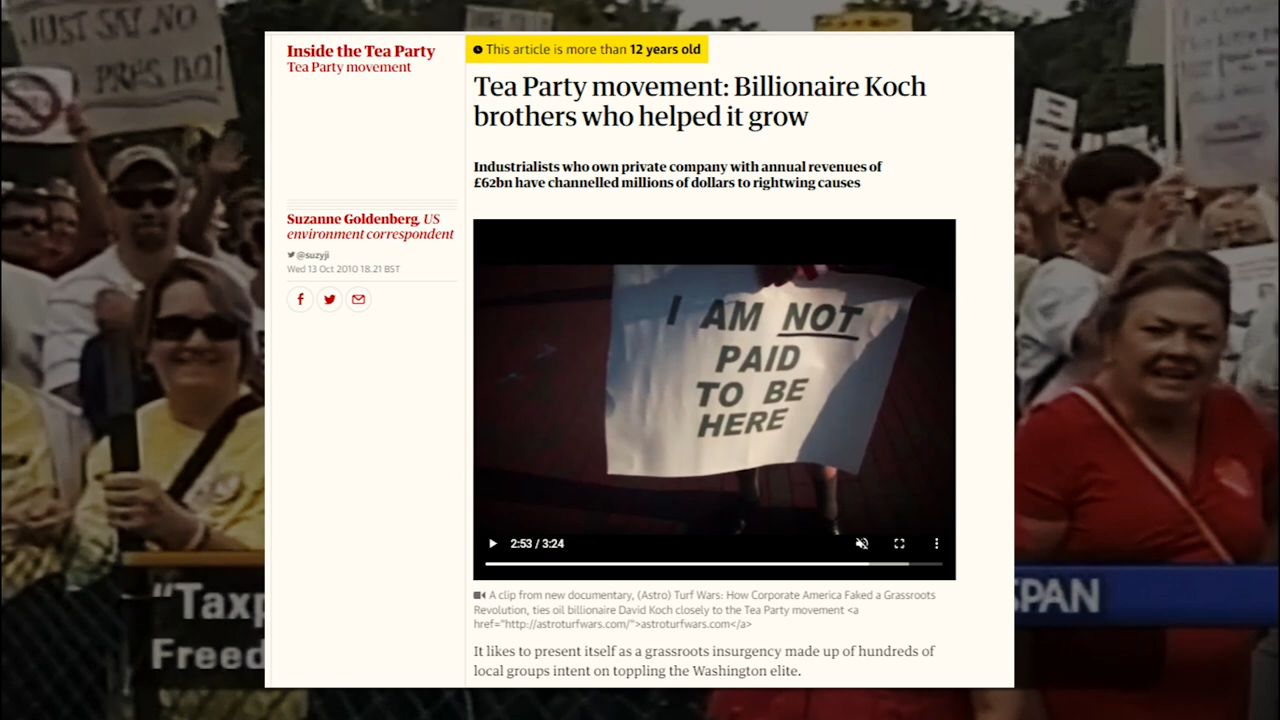 JUST SAY NO
PRES. BO!
Inside the Tea Party
Tea Party movement
This article is more than 12 years old
Tea Party movement: Billionaire Koch
brothers who helped it grow
Industrialists who own private company with annual revenues of
£62bn have channelled millions of dollars to rightwing causes
Suzanne Goldenberg, US
environment correspondent
@suzyji
Wed 13 Oct 2010 18.21 BST
I AM NOT
PAID
TO BE
HERE
2:53 / 3:24
A clip from new documentary, (Astro) Turf Wars: How Corporate America Faked a Grassroots
Revolution, ties oil billionaire David Koch closely to the Tea Party movement <a
href="http://astroturfwars.com/">astroturfwars.com</a>
It likes to present itself as a grassroots insurgency made up of hundreds of
local groups intent on toppling the Washington elite.
"Taxp
Freed
SPAN